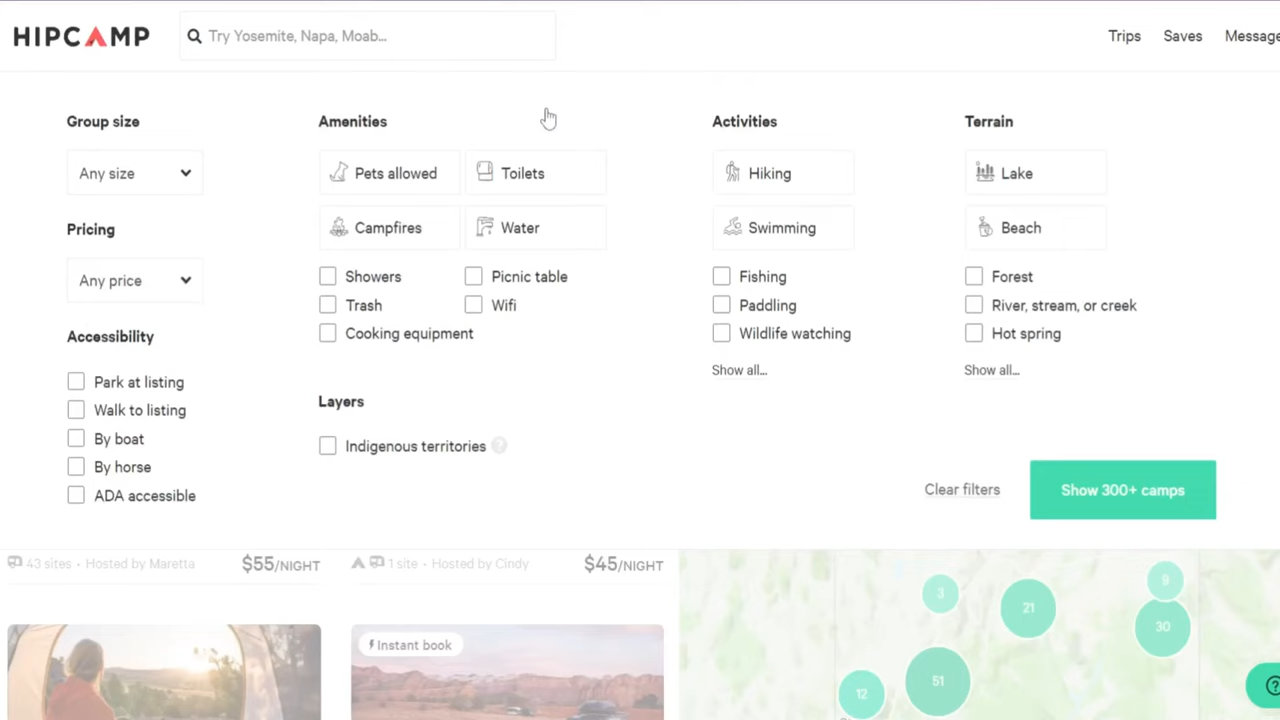 HIPCAMP
Try Yosemite, Napa, Moab...
Trips
Saves
Message
Group size
Any size
Pricing
Any price
Accessibility
Park at listing
Walk to listing
By boat
By horse
ADA accessible
Amenities
Pets allowed
Toilets
Campfires
Water
Showers
Picnic table
Trash
Wifi
Cooking equipment
Layers
Indigenous territories ?
Activities
Hiking
Swimming
Fishing
Paddling
Wildlife watching
Show all...
Terrain
Lake
Beach
Forest
River, stream, or creek
Hot spring
Show all...
Clear filters
Show 300+ camps
43 sites • Hosted by Maretta
$55/NIGHT
1 site • Hosted by Cindy
$45/NIGHT
Instant book
3
21
9
30
51
12
?